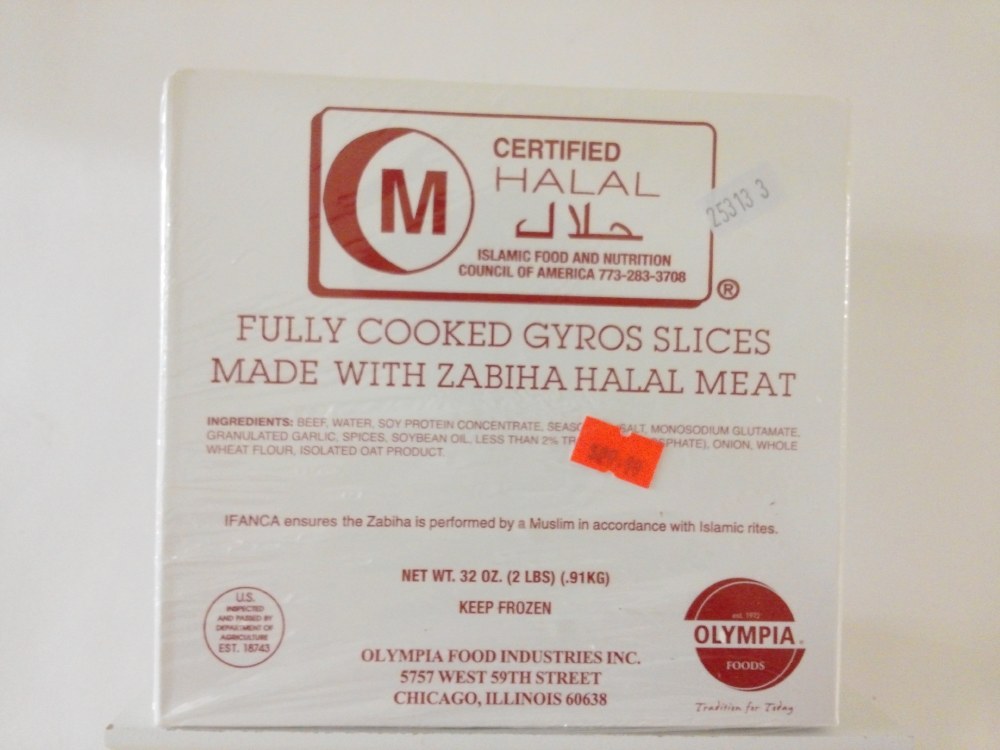 M
CERTIFIED
HALAL
حلال
ISLAMIC FOOD AND NUTRITION
COUNCIL OF AMERICA 773-283-3708
®
25313 3
FULLY COOKED GYROS SLICES
MADE WITH ZABIHA HALAL MEAT
INGREDIENTS: BEEF, WATER, SOY PROTEIN CONCENTRATE, SALT, MONOSODIUM GLUTAMATE,
GRANULATED GARLIC, SPICES, SOYBEAN OIL, LESS THAN 2% ONION, WHOLE
WHEAT FLOUR, ISOLATED OAT PRODUCT.
IFANCA ensures the Zabiha is performed by a Muslim in accordance with Islamic rites.
NET WT. 32 OZ. (2 LBS) (.91KG)
KEEP FROZEN
U.S.
INSPECTED
AND PASSED BY
DEPARTMENT OF
AGRICULTURE
EST. 18743
OLYMPIA FOOD INDUSTRIES INC.
5757 WEST 59TH STREET
CHICAGO, ILLINOIS 60638
OLYMPIA
FOODS
Tradition for Today